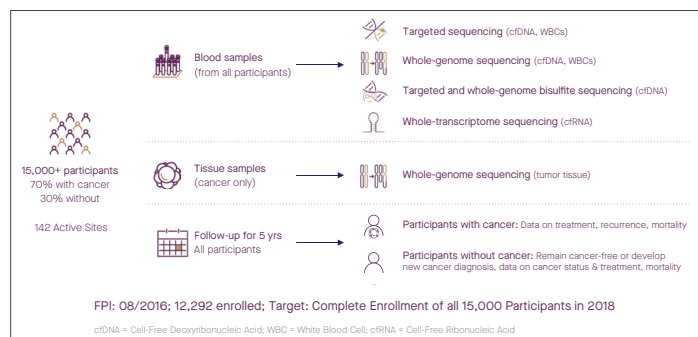 15,000+ participants
70% with cancer
30% without
142 Active Sites
Blood samples
(from all participants)
Targeted sequencing (cfDNA, WBCs)
Whole-genome sequencing (cfDNA, WBCs)
Targeted and whole-genome bisulfite sequencing (cfDNA)
Whole-transcriptome sequencing (cfRNA)
Tissue samples
(cancer only)
Whole-genome sequencing (tumor tissue)
Follow-up for 5 yrs
All participants
Participants with cancer: Data on treatment, recurrence, mortality
Participants without cancer: Remain cancer-free or develop
new cancer diagnosis, data on cancer status & treatment, mortality
FPI: 08/2016; 12,292 enrolled; Target: Complete Enrollment of all 15,000 Participants in 2018
cfDNA = Cell-Free Deoxyribonucleic Acid; WBC = White Blood Cell; cfRNA = Cell-Free Ribonucleic Acid